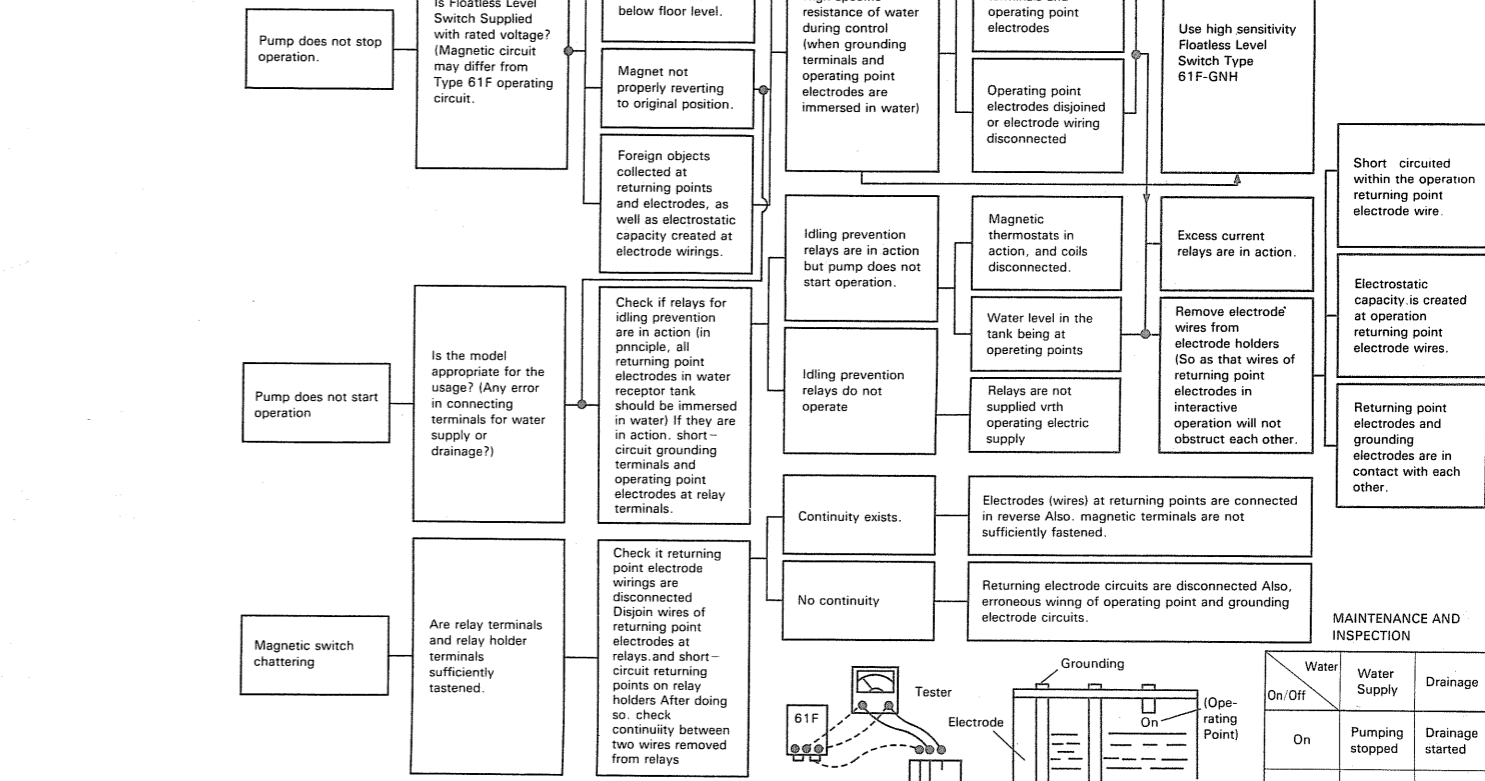 Pump does not stop
operation.
Is Floatless Level
Switch Supplied
with rated voltage?
(Magnetic circuit
may differ from
Type 61F operating
circuit.
below floor level.
Magnet not
properly reverting
to original position.
Foreign objects
collected at
returning points
and electrodes, as
well as electrostatic
capacity created at
electrode wirings.
resistance of water
during control
(when grounding
terminals and
operating point
electrodes are
immersed in water)
operating point
electrodes
Operating point
electrodes disjoined
or electrode wiring
disconnected
Use high sensitivity
Floatless Level
Switch Type
61F-GNH
Pump does not start
operation
Is the model
appropriate for the
usage? (Any error
in connecting
terminals for water
supply or
drainage?)
Check if relays for
idling prevention
are in action (in
pnnciple, all
returning point
electrodes in water
receptor tank
should be immersed
in water) If they are
in action. short–
circuit grounding
terminals and
operating point
electrodes at relay
terminals.
Idling prevention
relays are in action
but pump does not
start operation.
Idling prevention
relays do not
operate
Magnetic
thermostats in
action, and coils
disconnected.
Water level in the
tank being at
opereting points
Relays are not
supplied vrth
operating electric
supply
Excess current
relays are in action.
Remove electrode
wires from
electrode holders
(So as that wires of
returning point
electrodes in
interactive
operation will not
obstruct each other.
Short circuited
within the operation
returning point
electrode wire.
Electrostatic
capacity.is created
at operation
returning point
electrode wires.
Returning point
electrodes and
grounding
electrodes are in
contact with each
other.
Magnetic switch
chattering
Are relay terminals
and relay holder
terminals
sufficiently
tastened.
Check it returning
point electrode
wirings are
disconnected
Disjoin wires of
returning point
electrodes at
relays.and short–
circuit returning
points on relay
holders After doing
so. check
continuiity between
two wires removed
from relays
Continuity exists.
No continuity
Electrodes (wires) at returning points are connected
in reverse Also. magnetic terminals are not
sufficiently fastened.
Returning electrode circuits are disconnected Also,
erroneous winng of operating point and grounding
electrode circuits.
61F
Tester
Grounding
Electrode
On
(Ope-
rating
Point)
MAINTENANCE AND
INSPECTION
Water
On/Off
Water
Supply
Drainage
On
Pumping
stopped
Drainage
started